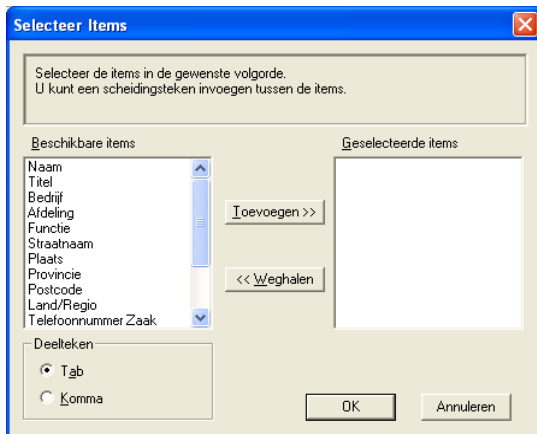 Selecteer Items
Selecteer de items in de gewenste volgorde.
U kunt een scheidingsteken invoegen tussen de items.
Beschikbare items
Geselecteerde items
Naam
Titel
Bedrijf
Afdeling
Functie
Straatnaam
Plaats
Provincie
Postcode
Land/Regio
Telefoonnummer Zaak
Toevoegen >>
<< Weghalen
Deelteken
Tab
Komma
OK
Annuleren